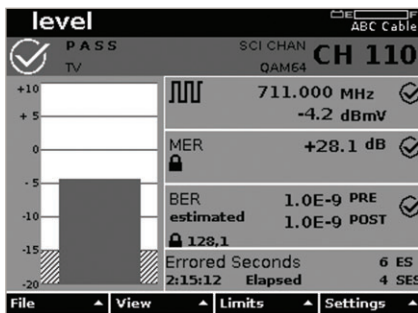 level
E F
ABC Cable
PASS
TV
SCI CHAN
QAM64
CH 110
+10
+ 5
0
- 5
-10
-15
-20
711.000 MHz
-4.2 dBmV
MER
+28.1 dB
BER
estimated
1.0E-9 PRE
1.0E-9 POST
128,1
Errored Seconds
6 ES
2:15:12 Elapsed
4 SES
File
View
Limits
Settings